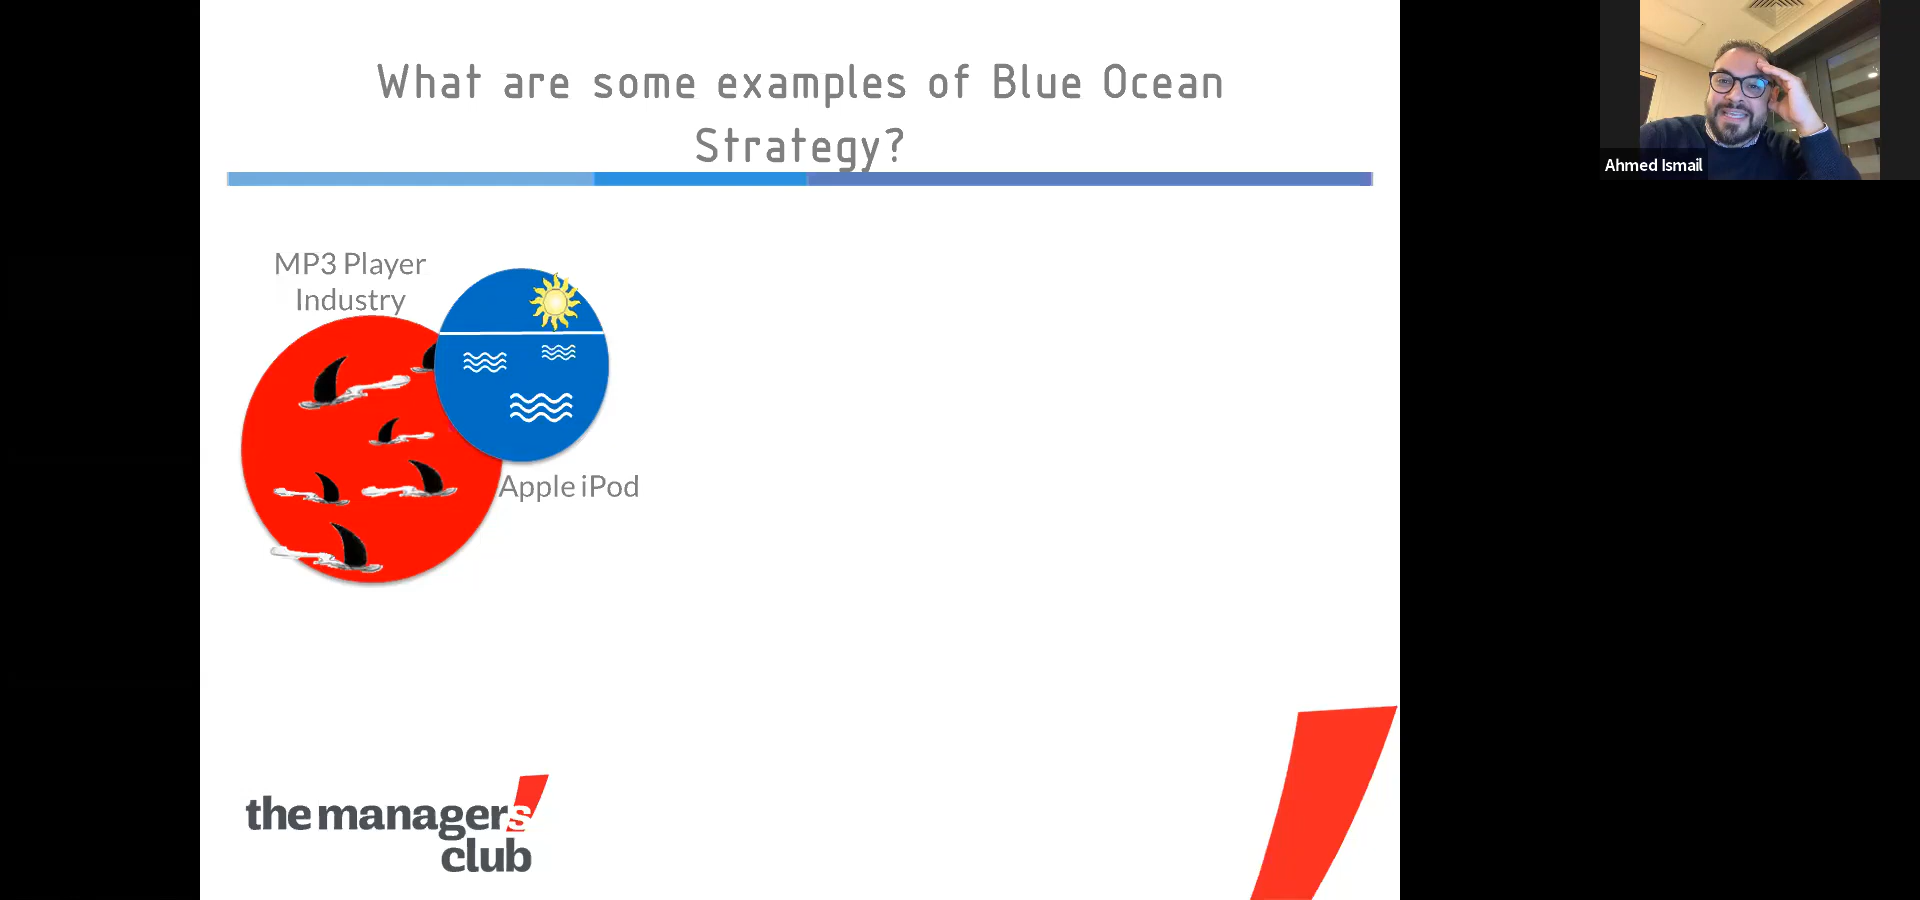 What are some examples of Blue Ocean
Strategy?
MP3 Player
Industry
Apple iPod
the managers
club
Ahmed Ismail